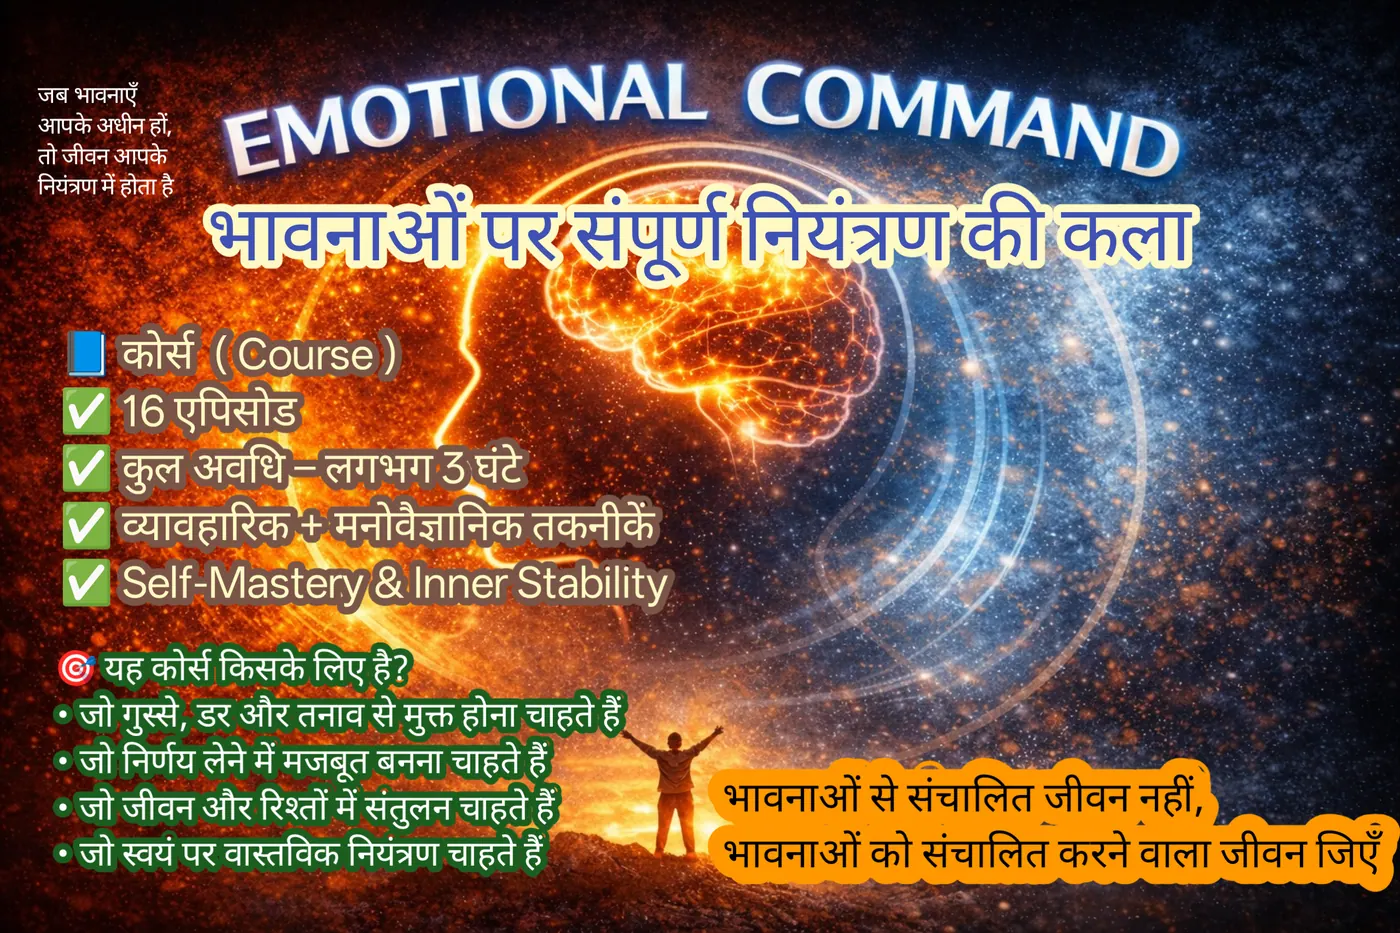 जब भावनाएँ
आपके अधीन हों,
तो जीवन आपके
नियंत्रण में होता है
EMOTIONAL COMMAND
भावनाओं पर संपूर्ण नियंत्रण की कला
📘 कोर्स ( Course )
✅ 16 एपिसोड
✅ कुल अवधि – लगभग 3 घंटे
✅ व्यावहारिक + मनोवैज्ञानिक तकनीकें
✅ Self-Mastery & Inner Stability
🎯 यह कोर्स किसके लिए है?
• जो गुस्से, डर और तनाव से मुक्त होना चाहते हैं
• जो निर्णय लेने में मजबूत बनना चाहते हैं
• जो जीवन और रिश्तों में संतुलन चाहते हैं
• जो स्वयं पर वास्तविक नियंत्रण चाहते हैं
भावनाओं से संचालित जीवन नहीं,
भावनाओं को संचालित करने वाला जीवन जिएँ